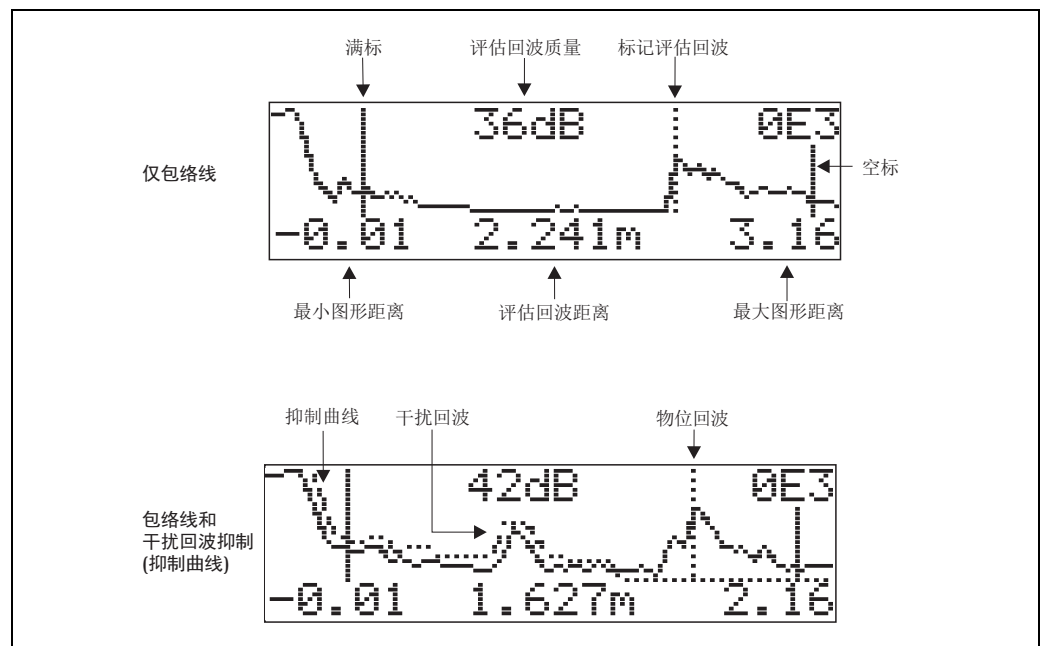 满标 评估回波质量 标记评估回波
36dB 0E3
仅包络线
空标
-0.01 2.241m 3.16
最小图形距离 评估回波距离 最大图形距离
抑制曲线 干扰回波 物位回波
42dB 0E3
包络线和
干扰回波抑制
(抑制曲线)
-0.01 1.627m 2.16